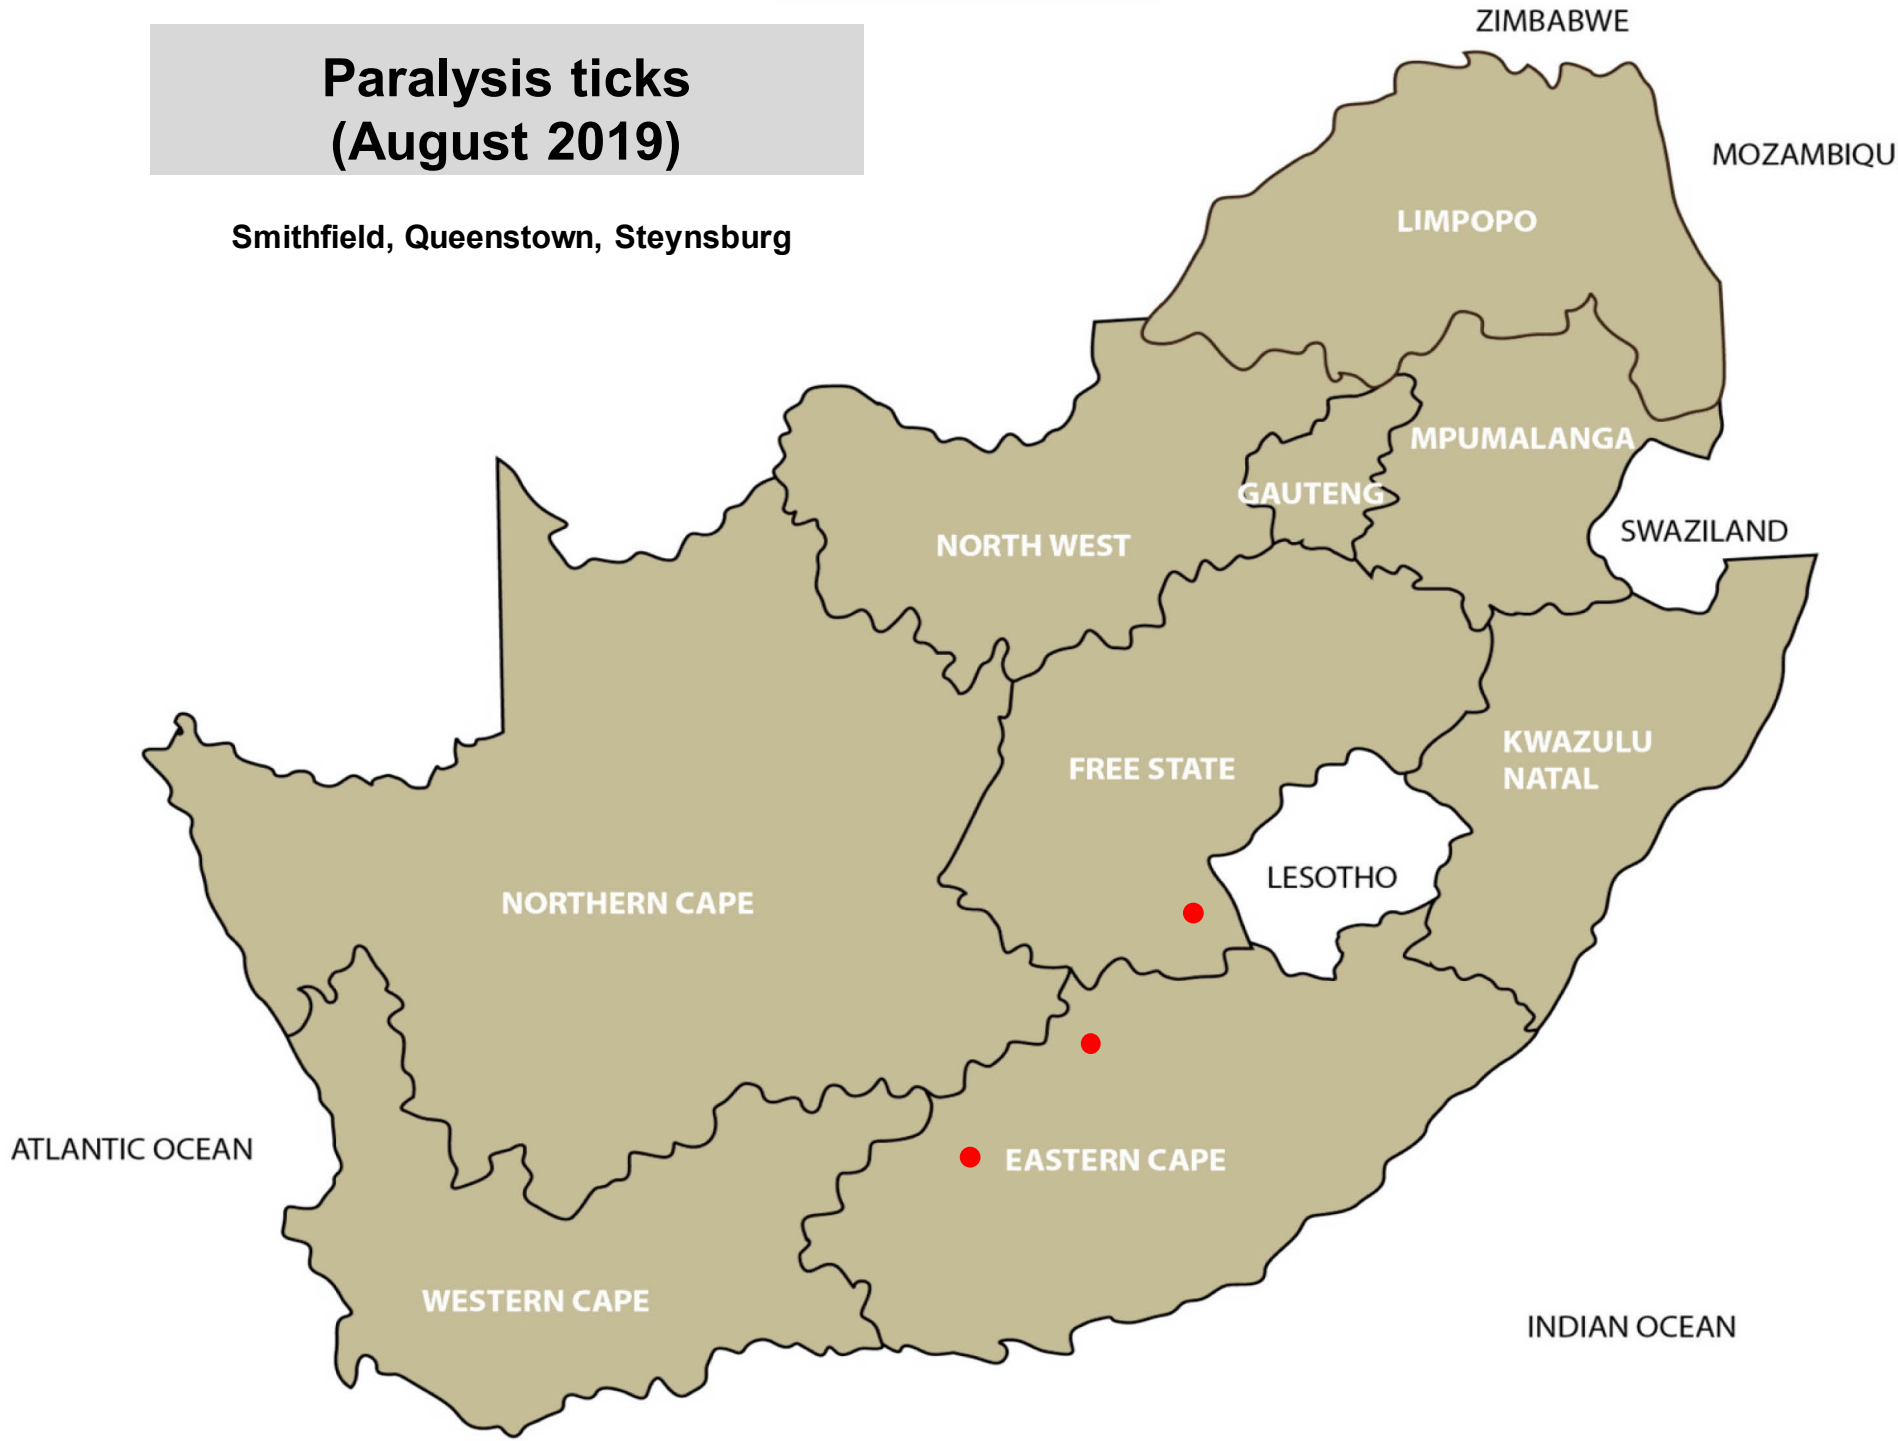 Paralysis ticks
(August 2019)
Smithfield, Queenstown, Steynsburg
ZIMBABWE
MOZAMBIQU
LIMPOPO
MPUMALANGA
GAUTENG
SWAZILAND
NORTH WEST
KWAZULU
NATAL
FREE STATE
LESOTHO
NORTHERN CAPE
ATLANTIC OCEAN
EASTERN CAPE
WESTERN CAPE
INDIAN OCEAN